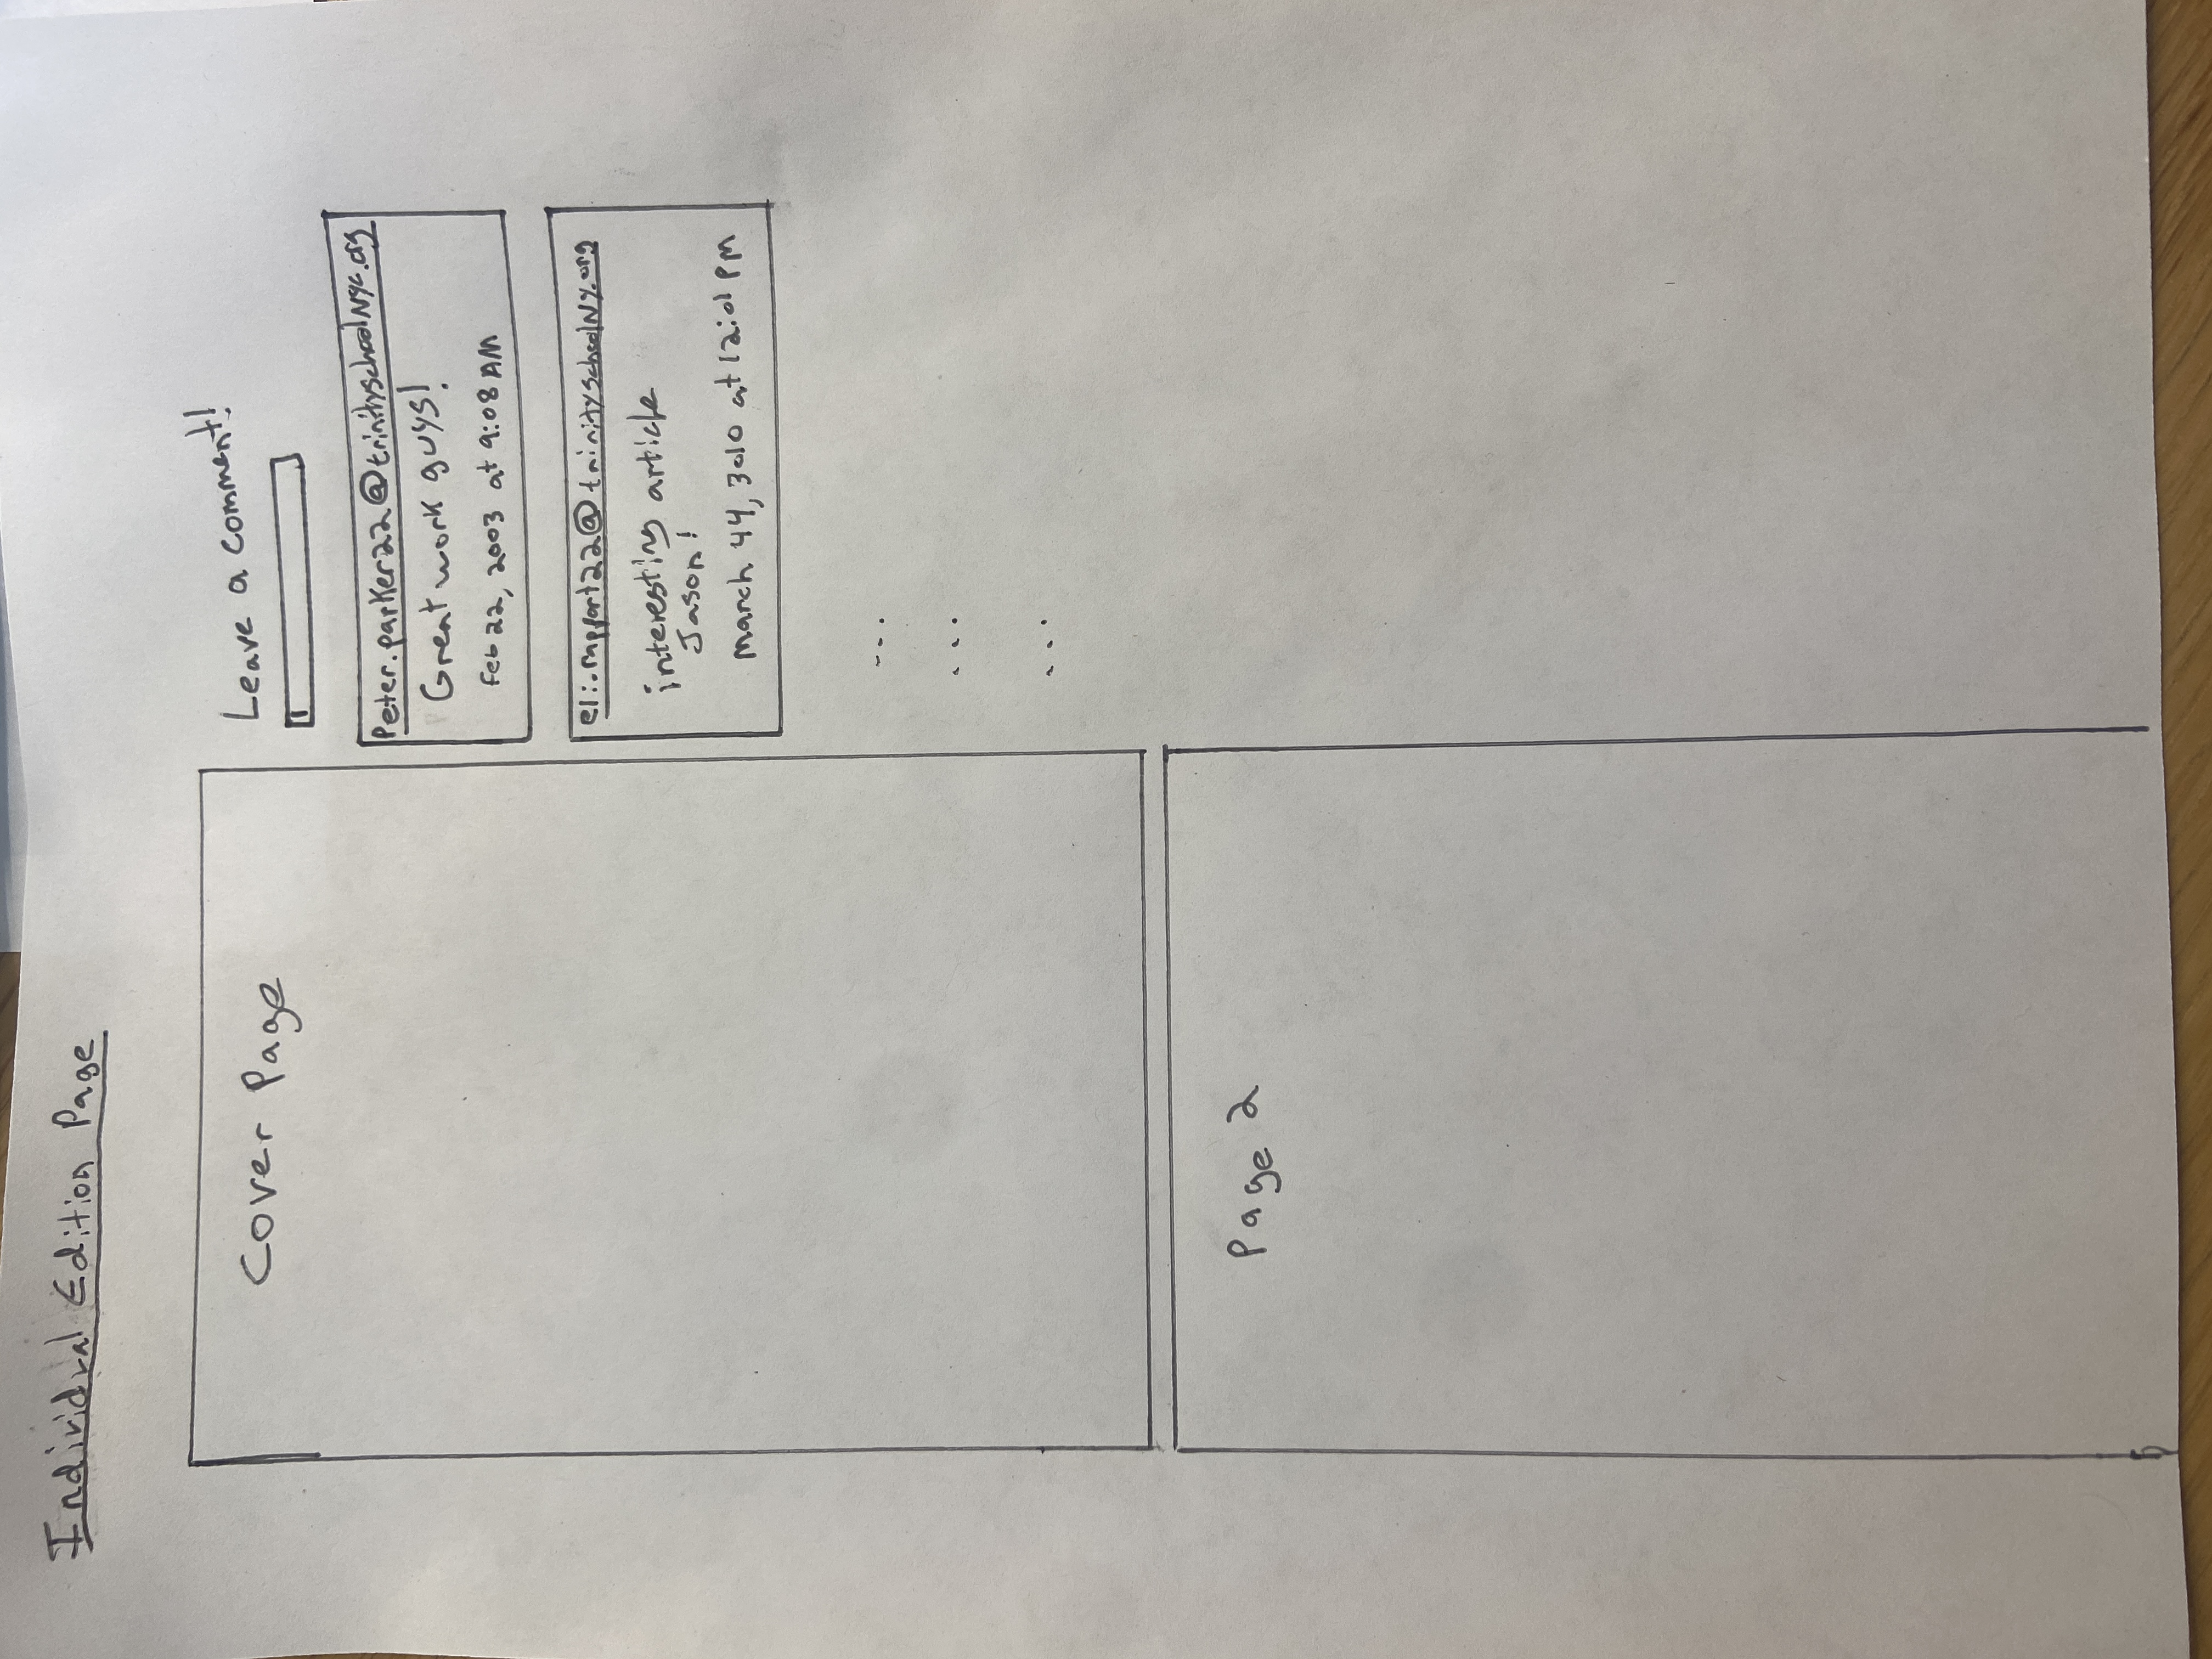 Individual Edition Page
Cover Page
Leave a comment!
Peter.parker22@trinityschoolNYC.org
Great work guys!
Feb 22, 2003 at 9:08 AM
eli.rapport22@trinityschoolNY.org
interesting article
Jason!
March 44, 3010 at 12:01 PM
...
...
...
Page 2